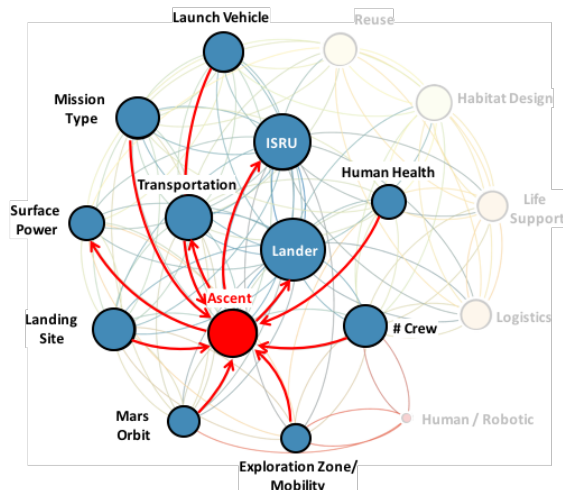 Launch Vehicle
Reuse
Mission
Type
Habitat Design
ISRU
Human Health
Transportation
Surface
Power
Life
Support
Lander
Ascent
Landing
Site
Logistics
# Crew
Mars
Orbit
Human / Robotic
Exploration Zone/
Mobility